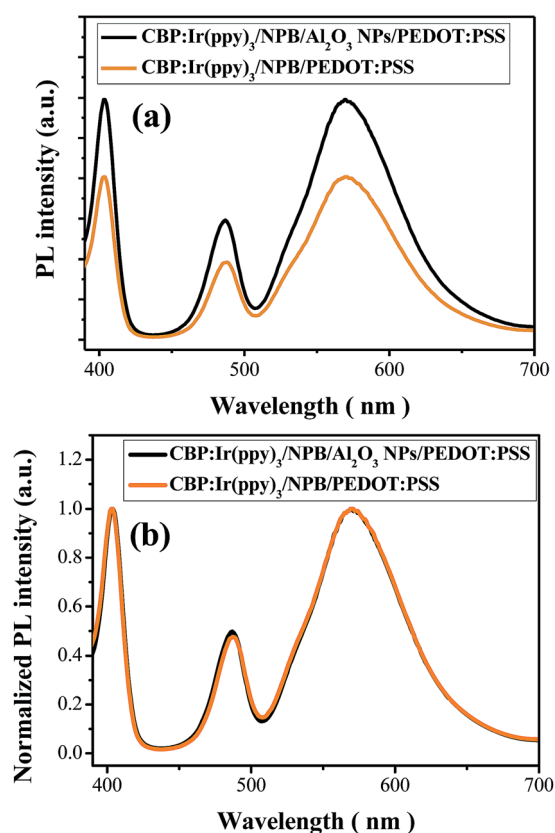 CBP:Ir(ppy)₃/NPB/Al₂O₃ NPs/PEDOT:PSS
CBP:Ir(ppy)₃/NPB/PEDOT:PSS
(a)
PL intensity (a.u.)
400 500 600 700
Wavelength ( nm )
CBP:Ir(ppy)₃/NPB/Al₂O₃ NPs/PEDOT:PSS
CBP:Ir(ppy)₃/NPB/PEDOT:PSS
(b)
Normalized PL intensity (a.u.)
1.2
1.0
0.8
0.6
0.4
0.2
0.0
400 500 600 700
Wavelength ( nm )